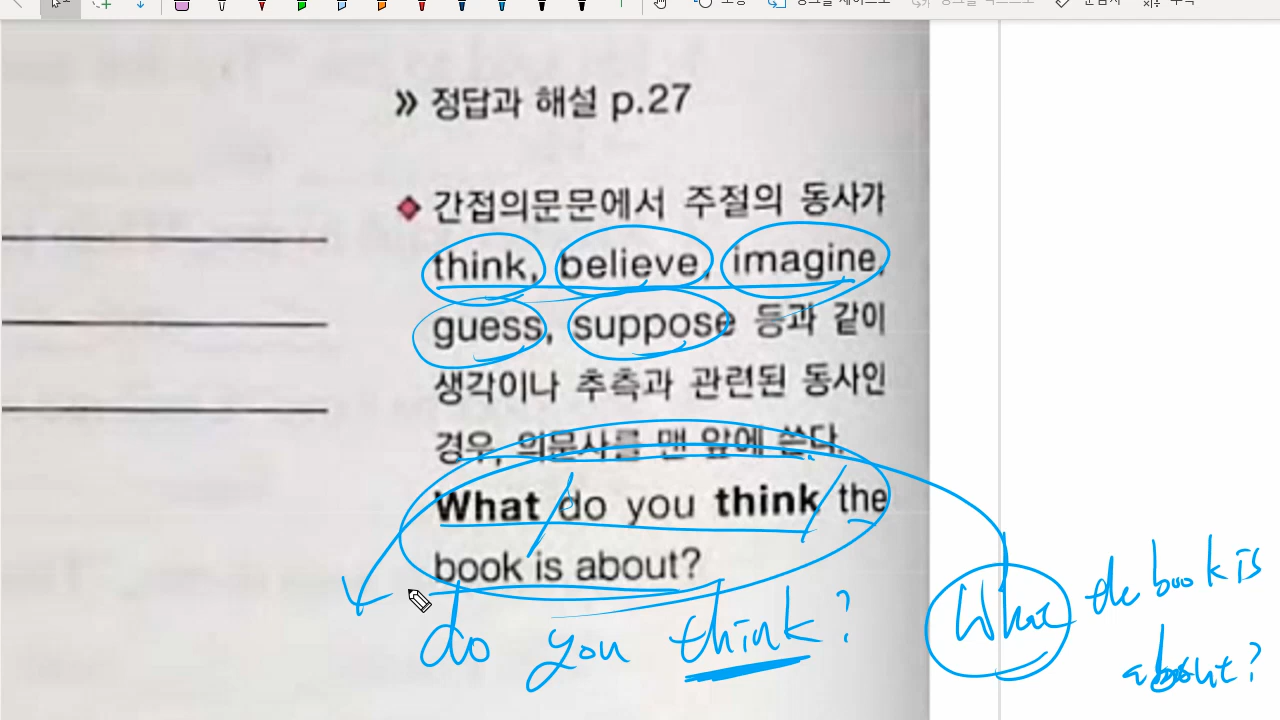 » 정답과 해설 p.27
◆ 간접의문문에서 주절의 동사가
think, believe, imagine,
guess, suppose 등과 같이
생각이나 추측과 관련된 동사인
경우, 의문사를 맨 앞에 쓴다.
What do you think the
book is about?
do you think?
What the book is
about?